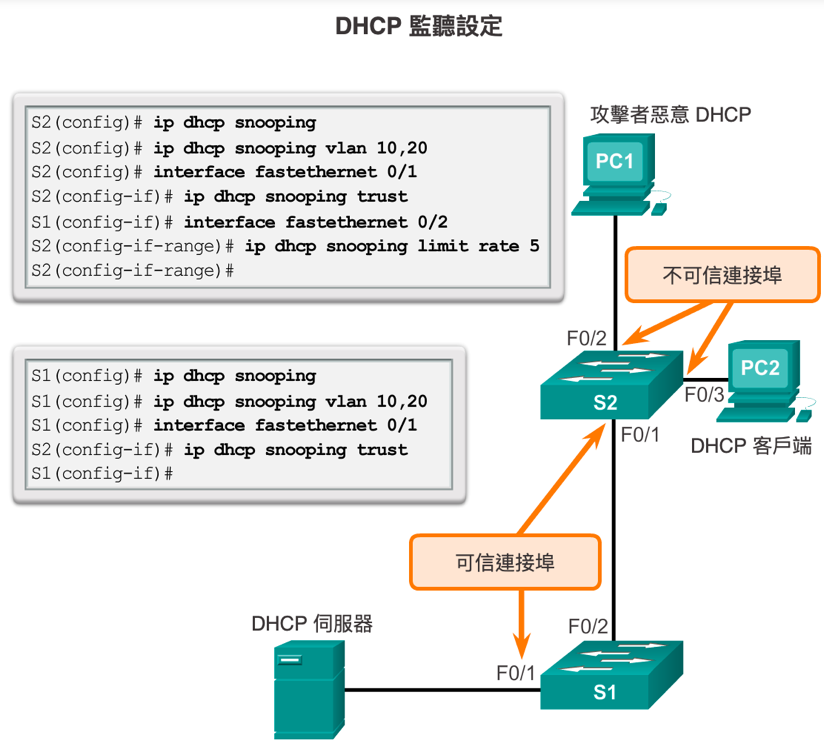 DHCP 監聽設定
S2(config)# ip dhcp snooping
S2(config)# ip dhcp snooping vlan 10,20
S2(config)# interface fastethernet 0/1
S2(config-if)# ip dhcp snooping trust
S1(config-if)# interface fastethernet 0/2
S2(config-if-range)# ip dhcp snooping limit rate 5
S2(config-if-range)#
S1(config)# ip dhcp snooping
S1(config)# ip dhcp snooping vlan 10,20
S1(config)# interface fastethernet 0/1
S2(config-if)# ip dhcp snooping trust
S1(config-if)#
攻擊者惡意 DHCP
PC1
不可信連接埠
F0/2
PC2
S2
F0/3
F0/1
DHCP 客戶端
可信連接埠
DHCP 伺服器
F0/2
F0/1
S1